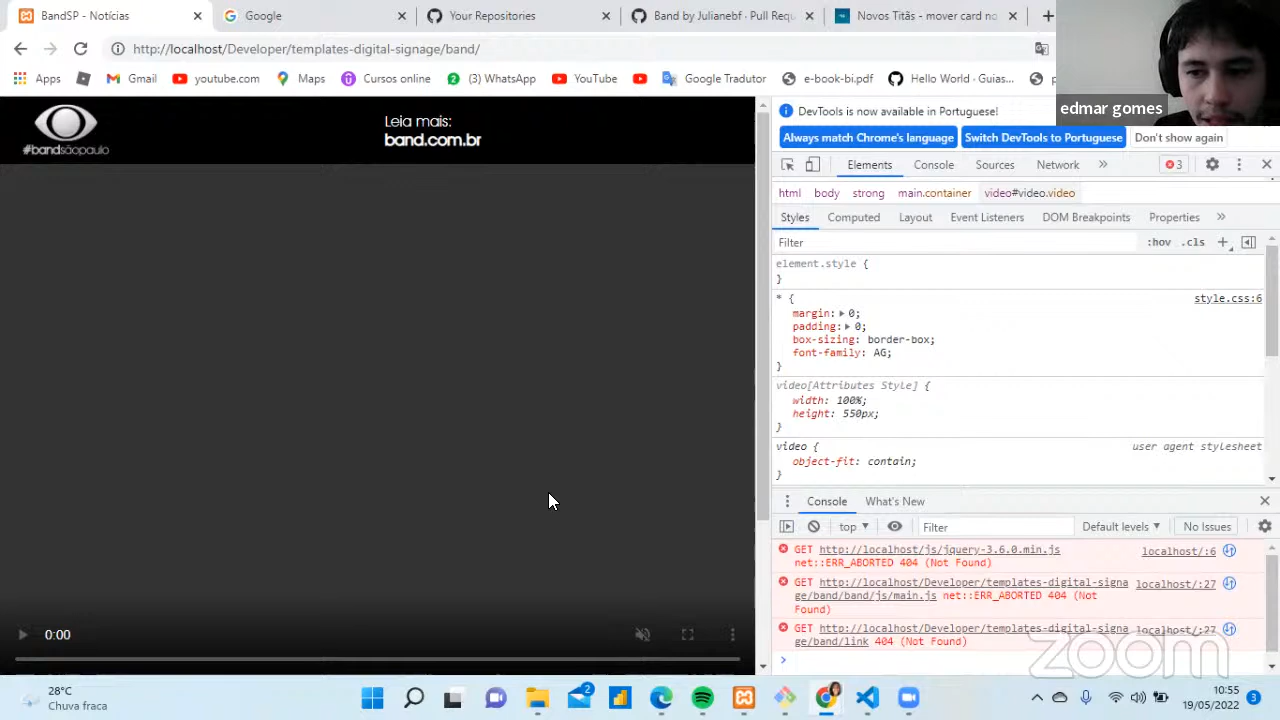 BandSP - Notícias
Google
Your Repositories
Band by Julianebf · Pull Requ
Novos Titãs - mover card no
http://localhost/Developer/templates-digital-signage/band/
Apps
Gmail
youtube.com
Maps
Cursos online
(3) WhatsApp
YouTube
Google Tradutor
e-book-bi.pdf
Hello World · Guias...
edmar gomes
#bandsãopaulo
Leia mais:
band.com.br
DevTools is now available in Portuguese!
Always match Chrome's language
Switch DevTools to Portuguese
Don't show again
Elements
Console
Sources
Network
3
html
body
strong
main.container
video#video.video
Styles
Computed
Layout
Event Listeners
DOM Breakpoints
Properties
Filter
:hov .cls
element.style {
}
* {
style.css:6
margin: 0;
padding: 0;
box-sizing: border-box;
font-family: AG;
}
video[Attributes Style] {
width: 100%;
height: 550px;
}
video {
user agent stylesheet
object-fit: contain;
}
Console
What's New
top
Filter
Default levels
No Issues
GET http://localhost/js/jquery-3.6.0.min.js
localhost/:6
net::ERR_ABORTED 404 (Not Found)
GET http://localhost/Developer/templates-digital-signa
localhost/:27
ge/band/band/js/main.js net::ERR_ABORTED 404 (Not
Found)
GET http://localhost/Developer/templates-digital-signa
localhost/:27
ge/band/link 404 (Not Found)
0:00
zoom
28°C
Chuva fraca
2
10:55
19/05/2022
3